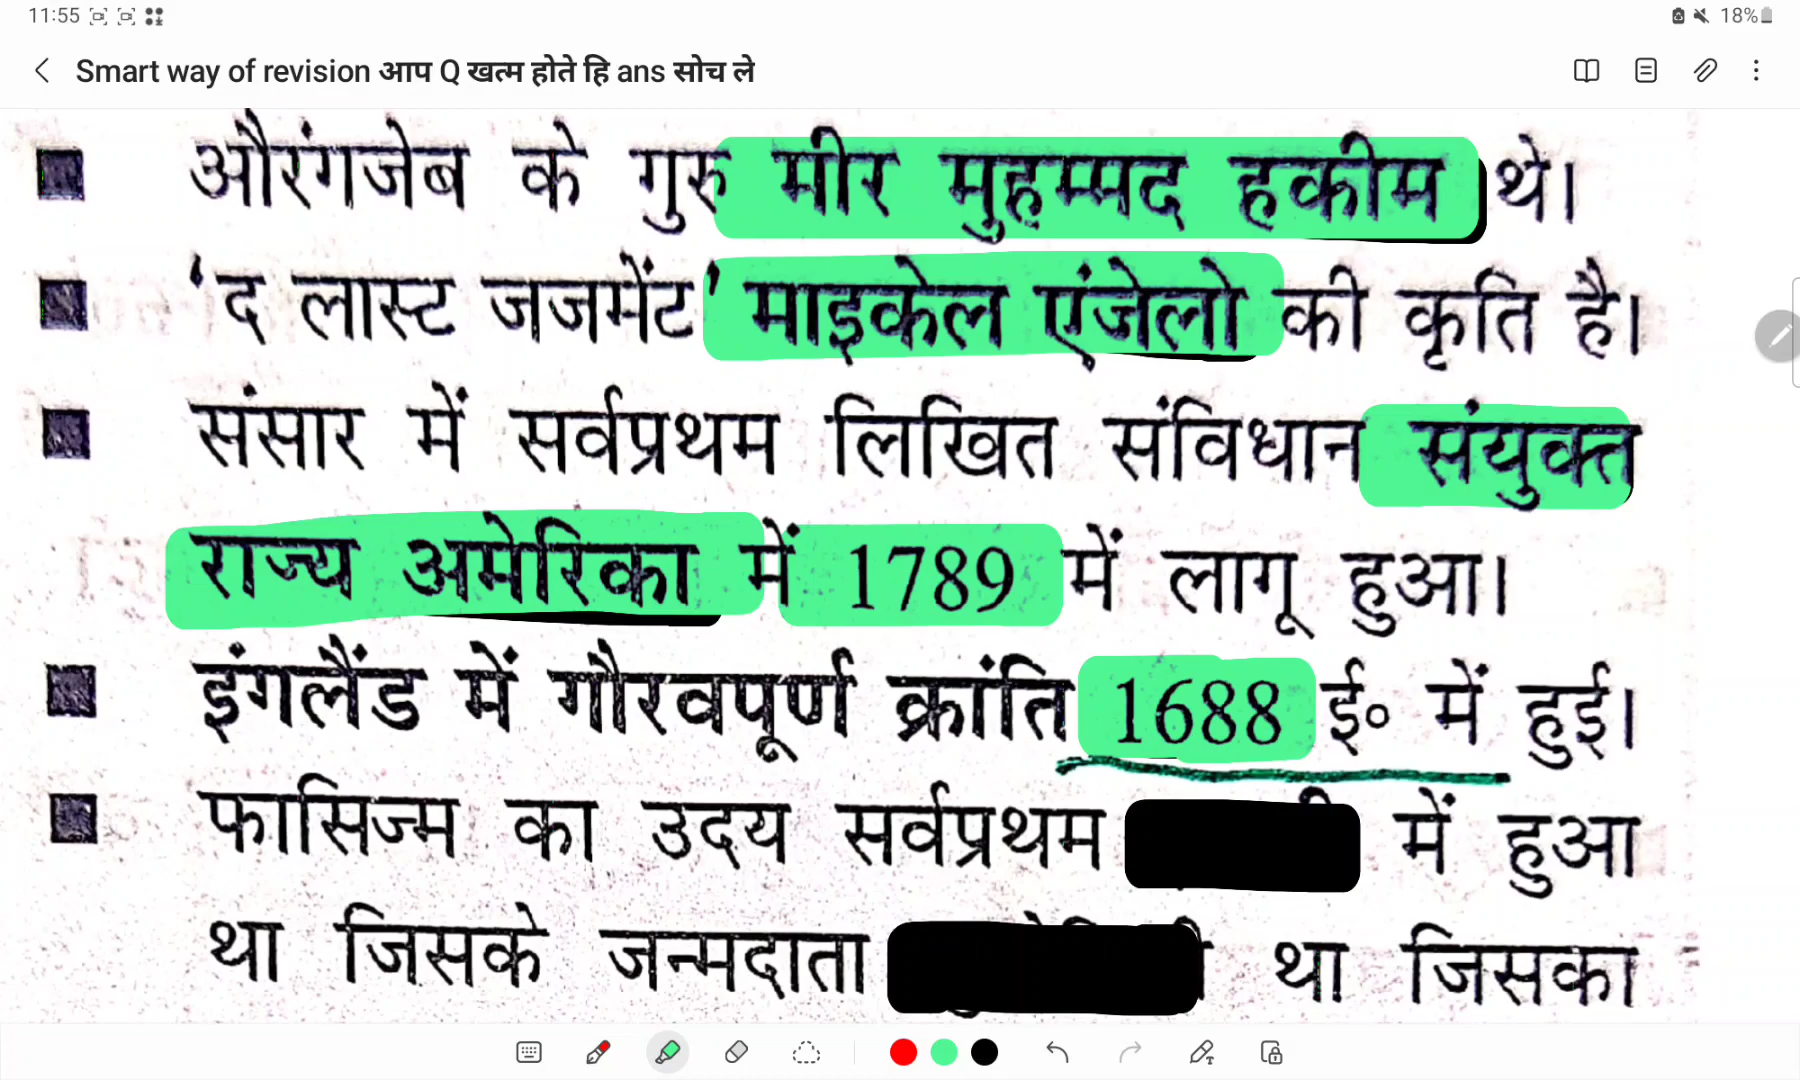 11:55 18%
Smart way of revision आप Q खत्म होते हि ans सोच ले
औरंगजेब के गुरु मीर मुहम्मद हकीम थे।
'द लास्ट जजमेंट' माइकेल एंजेलो की कृति है।
संसार में सर्वप्रथम लिखित संविधान संयुक्त
राज्य अमेरिका में 1789 में लागू हुआ।
इंगलैंड में गौरवपूर्ण क्रांति 1688 ई० में हुई।
फासिज्म का उदय सर्वप्रथम में हुआ
था जिसके जन्मदाता था जिसका